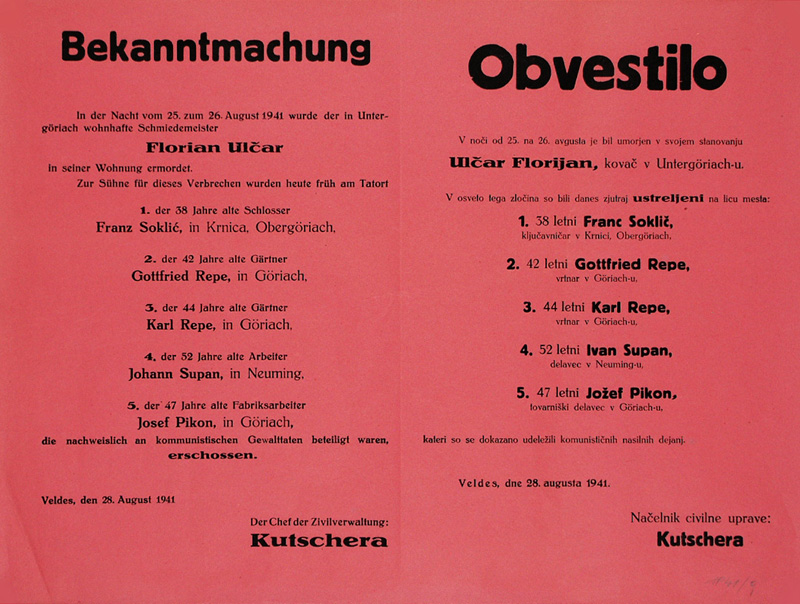 Bekanntmachung
In der Nacht vom 25. zum 26. August 1941 wurde der in Unter-
göriach wohnhafte Schmiedemeister
Florian Ulčar
in seiner Wohnung ermordet.
Zur Sühne für dieses Verbrechen wurden heute früh am Tatort
1. der 38 Jahre alte Schlosser
Franz Soklić, in Krnica, Obergöriach,
2. der 42 Jahre alte Gärtner
Gottfried Repe, in Göriach,
3. der 44 Jahre alte Gärtner
Karl Repe, in Göriach,
4. der 52 Jahre alte Arbeiter
Johann Supan, in Neuming,
5. der 47 Jahre alte Fabriksarbeiter
Josef Pikon, in Göriach,
die nachweislich an kommunistischen Gewalttaten beteiligt waren,
erschossen.
Veldes, den 28. August 1941
Der Chef der Zivilverwaltung:
Kutschera
Obvestilo
V noči od 25. na 26. avgusta je bil umorjen v svojem stanovanju
Ulčar Florijan, kovač v Untergöriach-u.
V osveto tega zločina so bili danes zjutraj ustreljeni na licu mesta:
1. 38 letni Franc Soklič,
ključavničar v Krnici, Obergöriach,
2. 42 letni Gottfried Repe,
vrtnar v Göriach-u,
3. 44 letni Karl Repe,
vrtnar v Göriach-u,
4. 52 letni Ivan Supan,
delavec v Neuming-u,
5. 47 letni Jožef Pikon,
tovarniški delavec v Göriach-u,
kateri so se dokazano udeležili komunističnih nasilnih dejanj.
Veldes, dne 28. augusta 1941.
Načelnik civilne uprave:
Kutschera